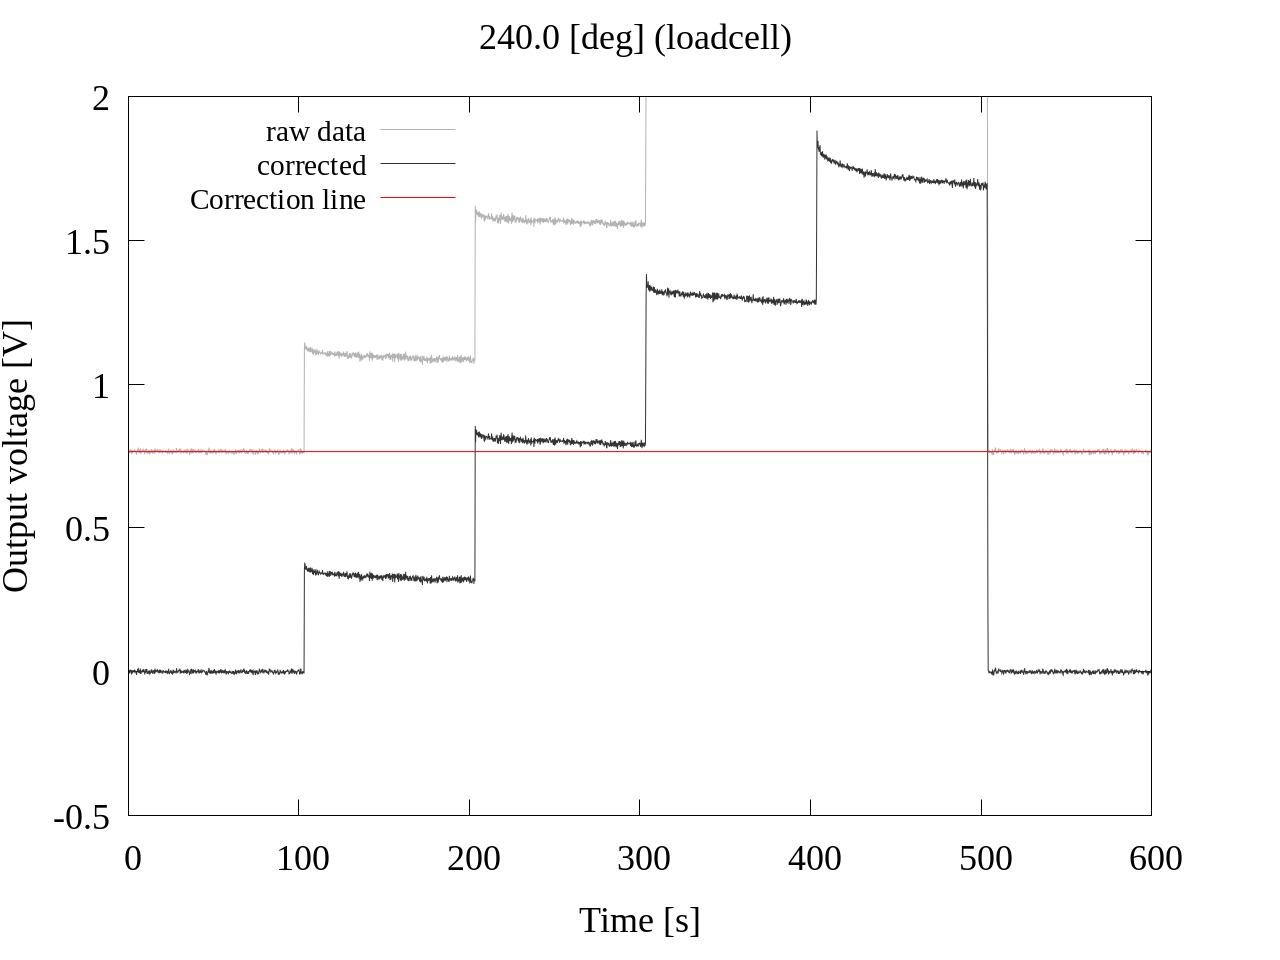 240.0 [deg] (loadcell)
raw data
corrected
Correction line
2
1.5
1
0.5
0
-0.5
Output voltage [V]
0 100 200 300 400 500 600
Time [s]